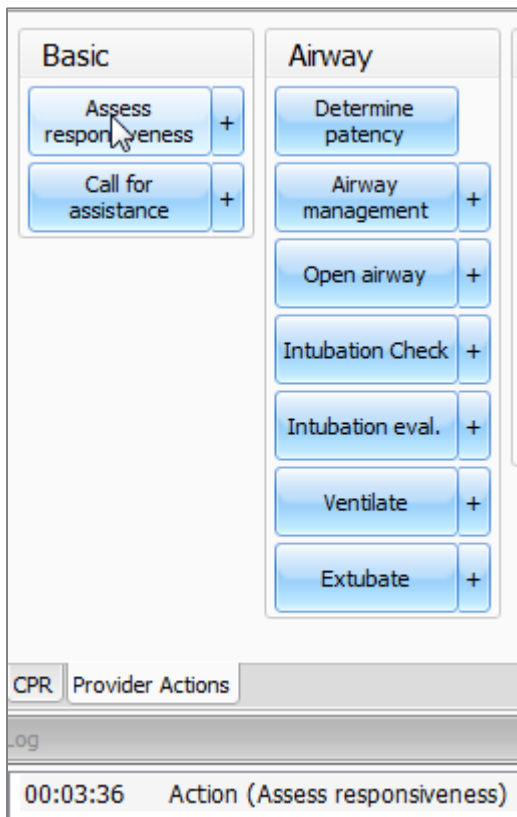 Basic
Assess
responsiveness +
Call for
assistance +
Airway
Determine
patency
Airway
management +
Open airway +
Intubation Check +
Intubation eval. +
Ventilate +
Extubate +
CPR Provider Actions
Log
00:03:36 Action (Assess responsiveness)